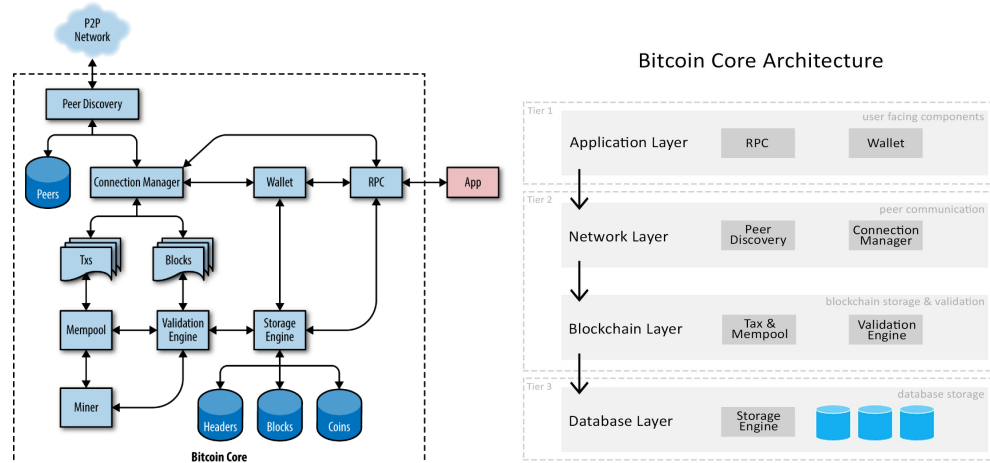 P2P
Network
Peer Discovery
Peers
Connection Manager
Wallet
RPC
App
Txs
Blocks
Mempool
Validation
Engine
Storage
Engine
Miner
Headers
Blocks
Coins
Bitcoin Core
Bitcoin Core Architecture
Tier 1
user facing components
Application Layer
RPC
Wallet
Tier 2
peer communication
Network Layer
Peer
Discovery
Connection
Manager
blockchain storage & validation
Blockchain Layer
Tax &
Mempool
Validation
Engine
Tier 3
database storage
Database Layer
Storage
Engine